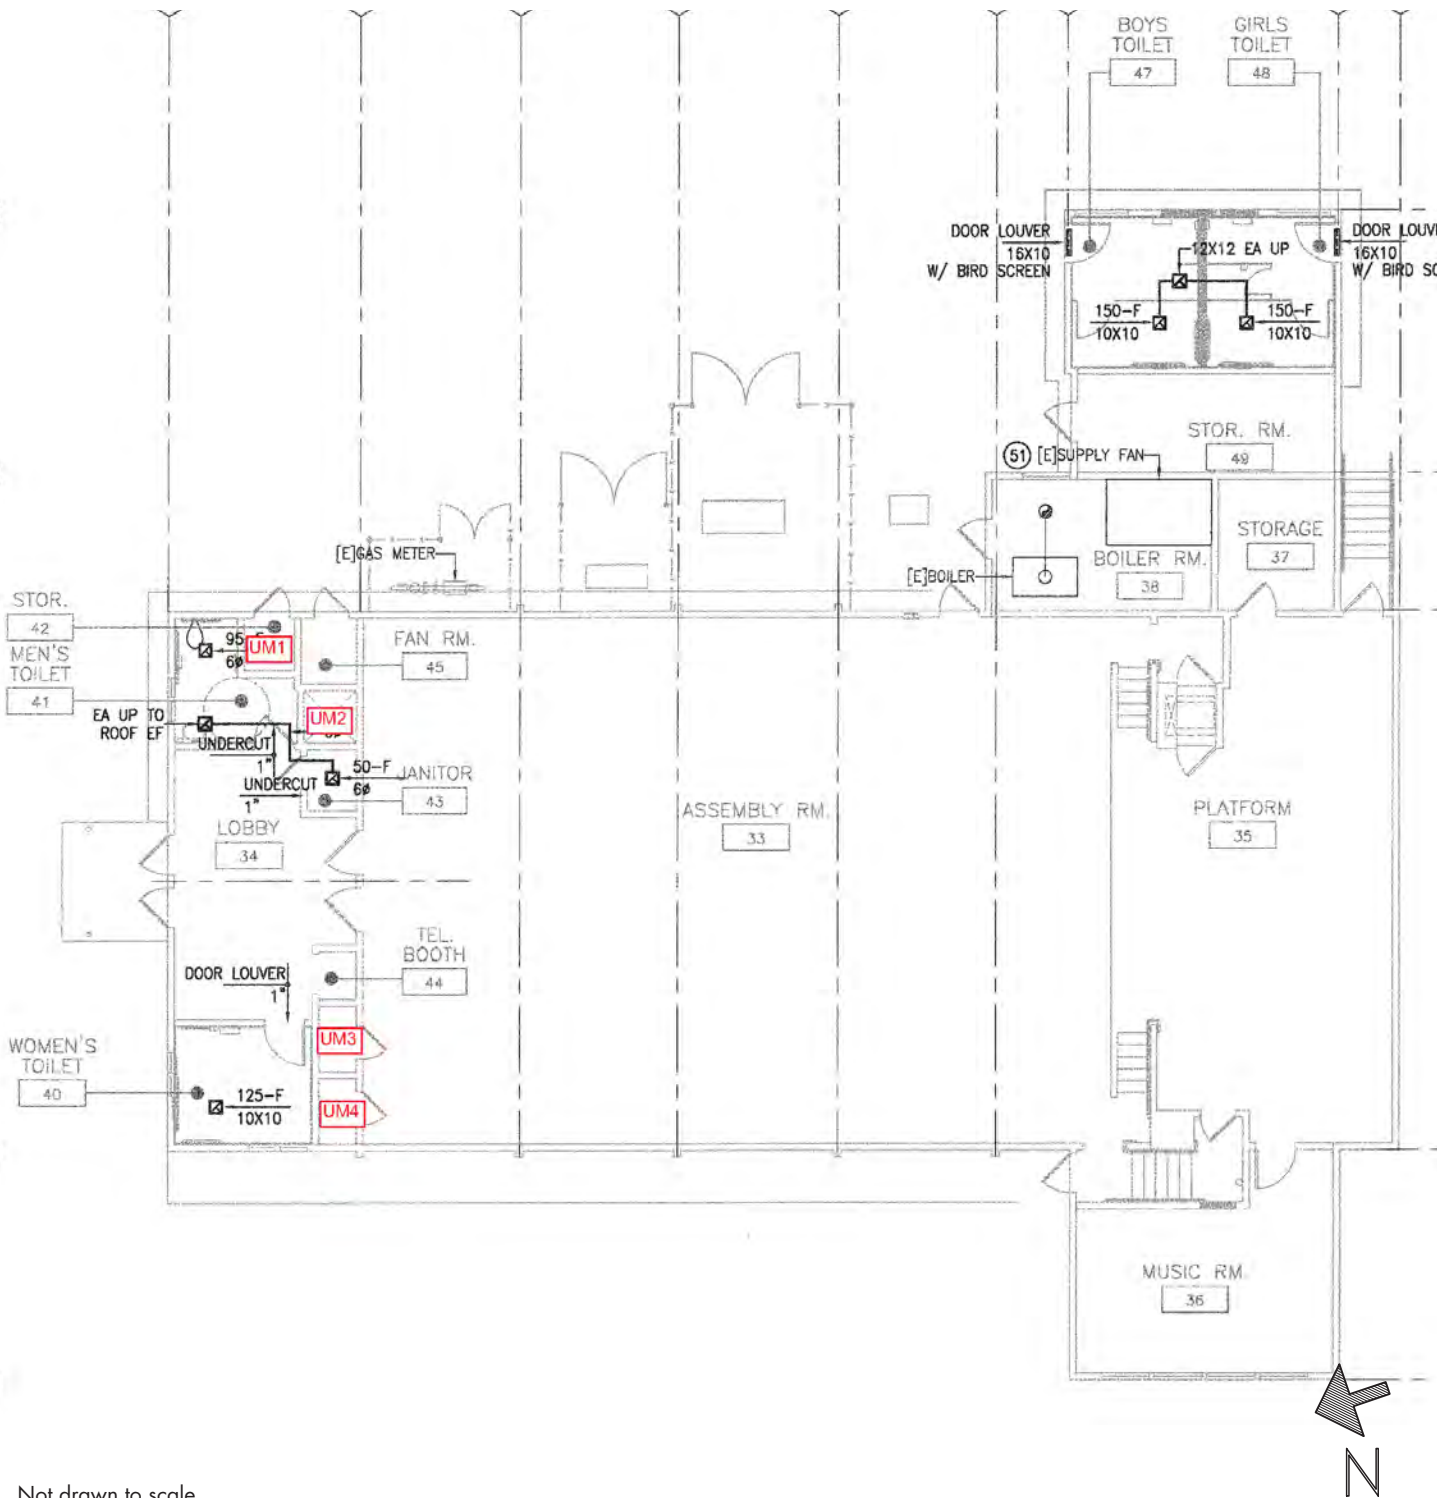 BOYS
TOILET
47
GIRLS
TOILET
48
DOOR LOUVER
16X10
W/ BIRD SCREEN
12X12 EA UP
DOOR
16X10
W/ BIRD
150-F
10X10
150-F
10X10
STOR. RM.
49
51 [E]SUPPLY FAN
STORAGE
37
[E]GAS METER
[E]BOILER
BOILER RM.
38
STOR.
42
MEN'S
TOILET
41
95
6ø
UM1
FAN RM.
45
EA UP TO
ROOF EF
UM2
UNDERCUT
1"
UNDERCUT
1"
50-F
6ø
JANITOR
43
LOBBY
34
ASSEMBLY RM.
33
PLATFORM
35
TEL.
BOOTH
44
DOOR LOUVER
1"
UM3
WOMEN'S
TOILET
40
125-F
10X10
UM4
MUSIC RM.
36
N
Not drawn to scale